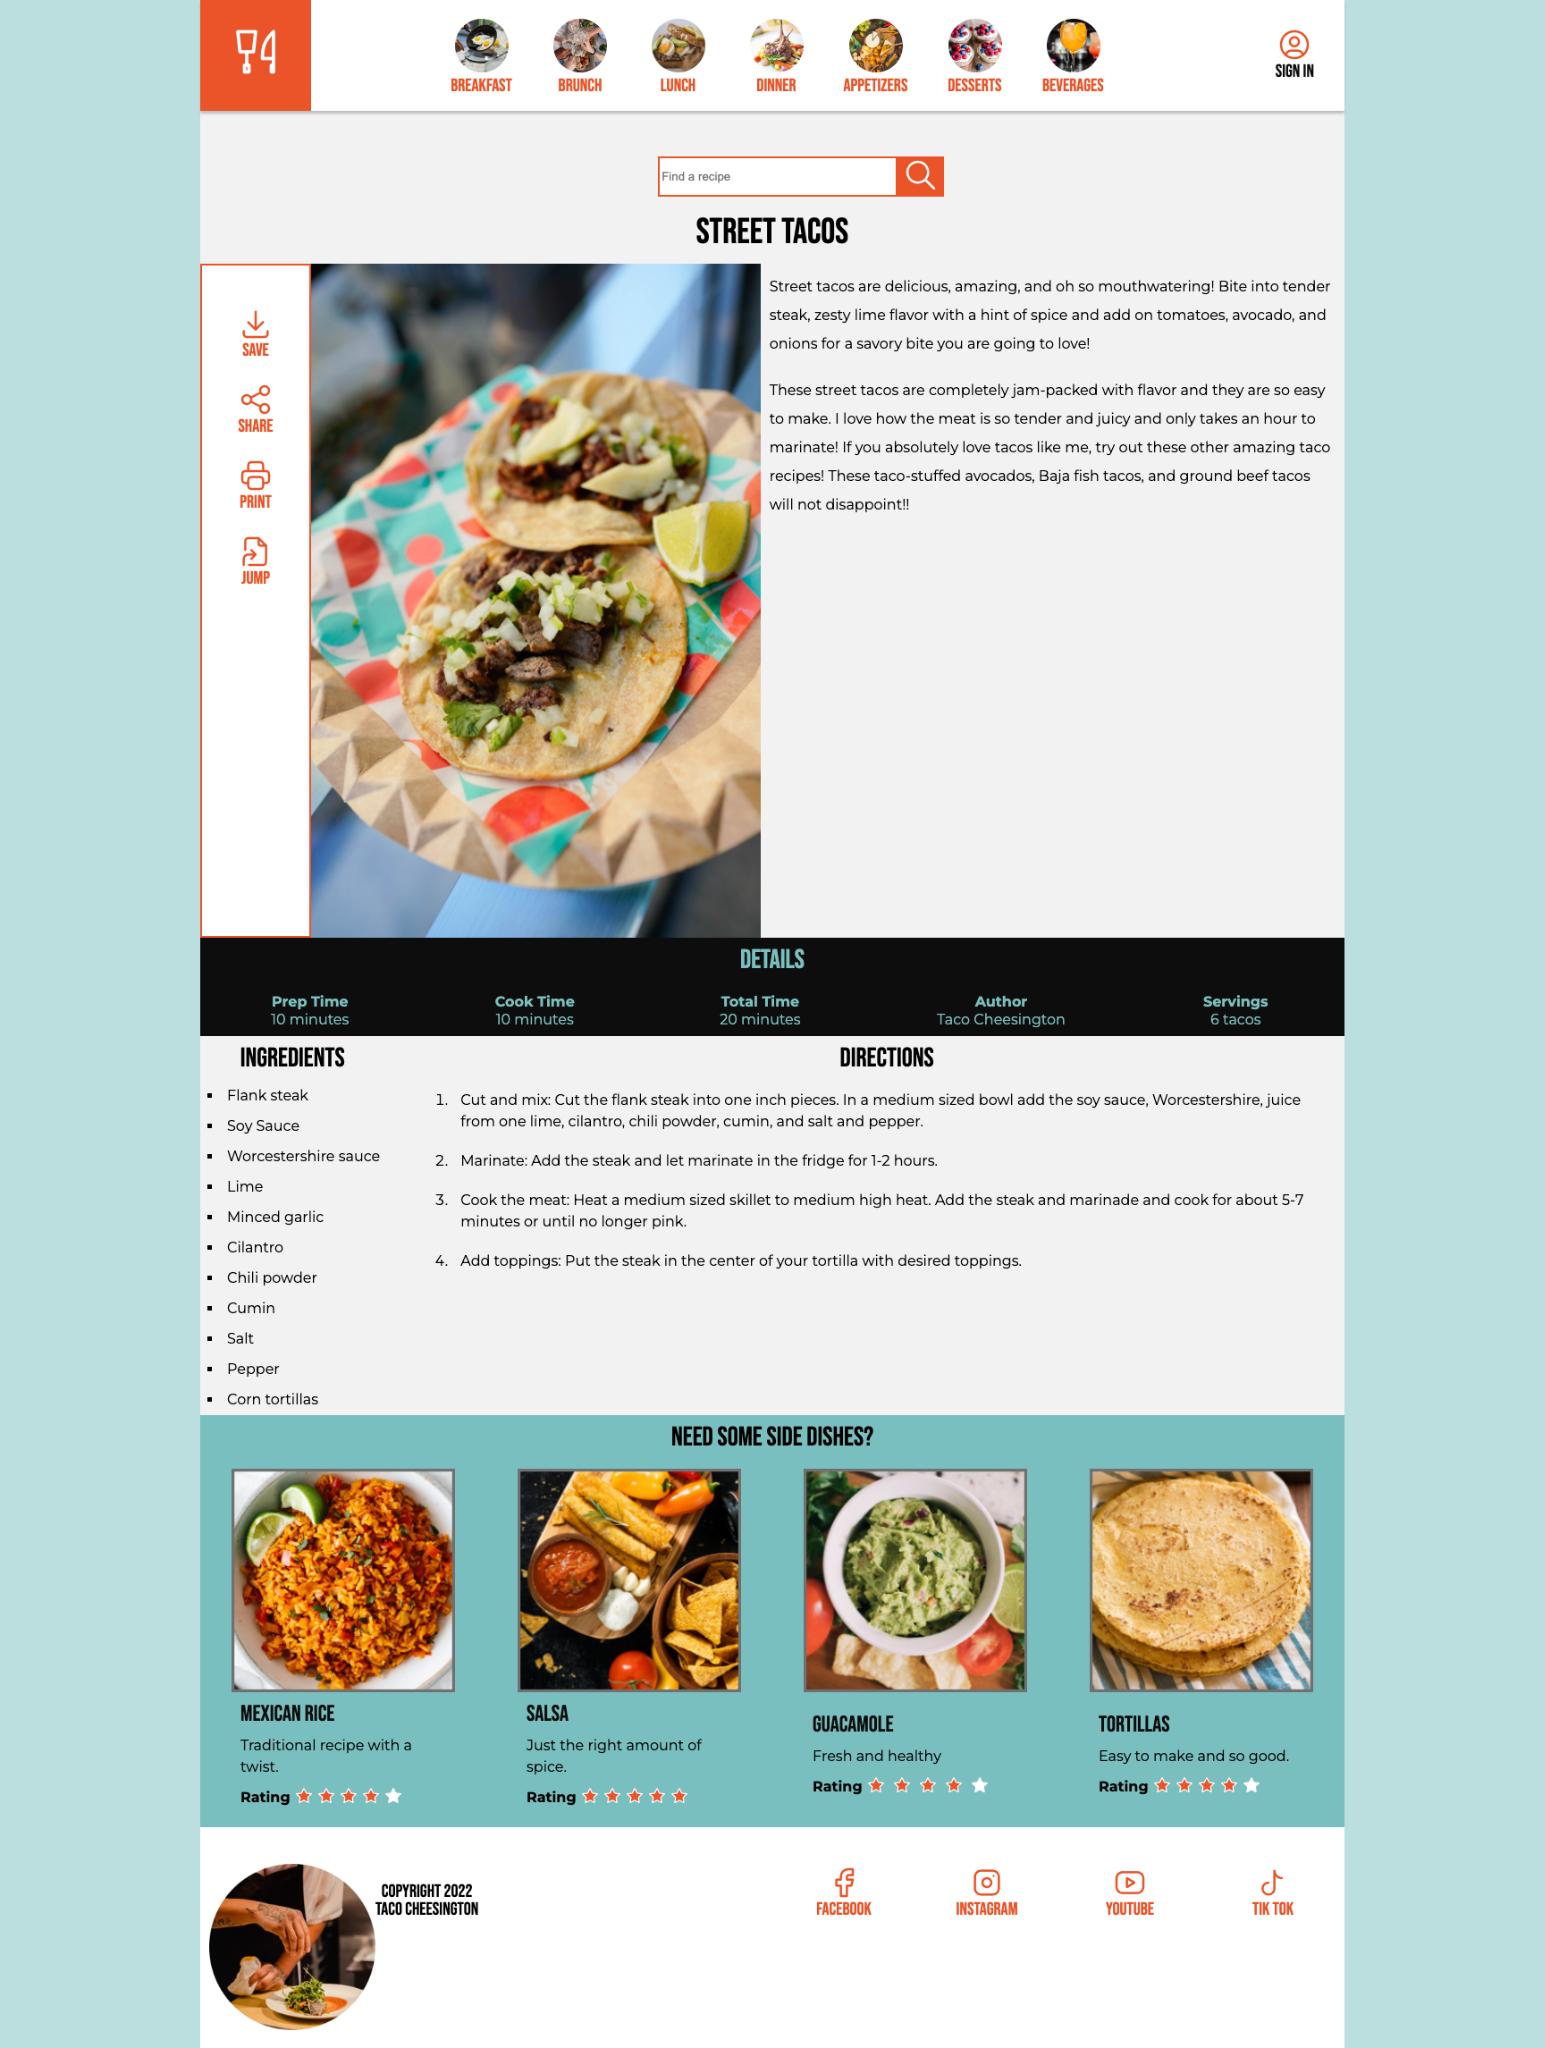 BREAKFAST
BRUNCH
LUNCH
DINNER
APPETIZERS
DESSERTS
BEVERAGES
SIGN IN
Find a recipe
STREET TACOS
SAVE
SHARE
PRINT
JUMP
Street tacos are delicious, amazing, and oh so mouthwatering! Bite into tender
steak, zesty lime flavor with a hint of spice and add on tomatoes, avocado, and
onions for a savory bite you are going to love!
These street tacos are completely jam-packed with flavor and they are so easy
to make. I love how the meat is so tender and juicy and only takes an hour to
marinate! If you absolutely love tacos like me, try out these other amazing taco
recipes! These taco-stuffed avocados, Baja fish tacos, and ground beef tacos
will not disappoint!!
DETAILS
Prep Time
10 minutes
Cook Time
10 minutes
Total Time
20 minutes
Author
Taco Cheesington
Servings
6 tacos
INGREDIENTS
▪ Flank steak
▪ Soy Sauce
▪ Worcestershire sauce
▪ Lime
▪ Minced garlic
▪ Cilantro
▪ Chili powder
▪ Cumin
▪ Salt
▪ Pepper
▪ Corn tortillas
DIRECTIONS
1. Cut and mix: Cut the flank steak into one inch pieces. In a medium sized bowl add the soy sauce, Worcestershire, juice
from one lime, cilantro, chili powder, cumin, and salt and pepper.
2. Marinate: Add the steak and let marinate in the fridge for 1-2 hours.
3. Cook the meat: Heat a medium sized skillet to medium high heat. Add the steak and marinade and cook for about 5-7
minutes or until no longer pink.
4. Add toppings: Put the steak in the center of your tortilla with desired toppings.
NEED SOME SIDE DISHES?
MEXICAN RICE
Traditional recipe with a
twist.
Rating
SALSA
Just the right amount of
spice.
Rating
GUACAMOLE
Fresh and healthy
Rating
TORTILLAS
Easy to make and so good.
Rating
COPYRIGHT 2022
TACO CHEESINGTON
FACEBOOK
INSTAGRAM
YOUTUBE
TIK TOK